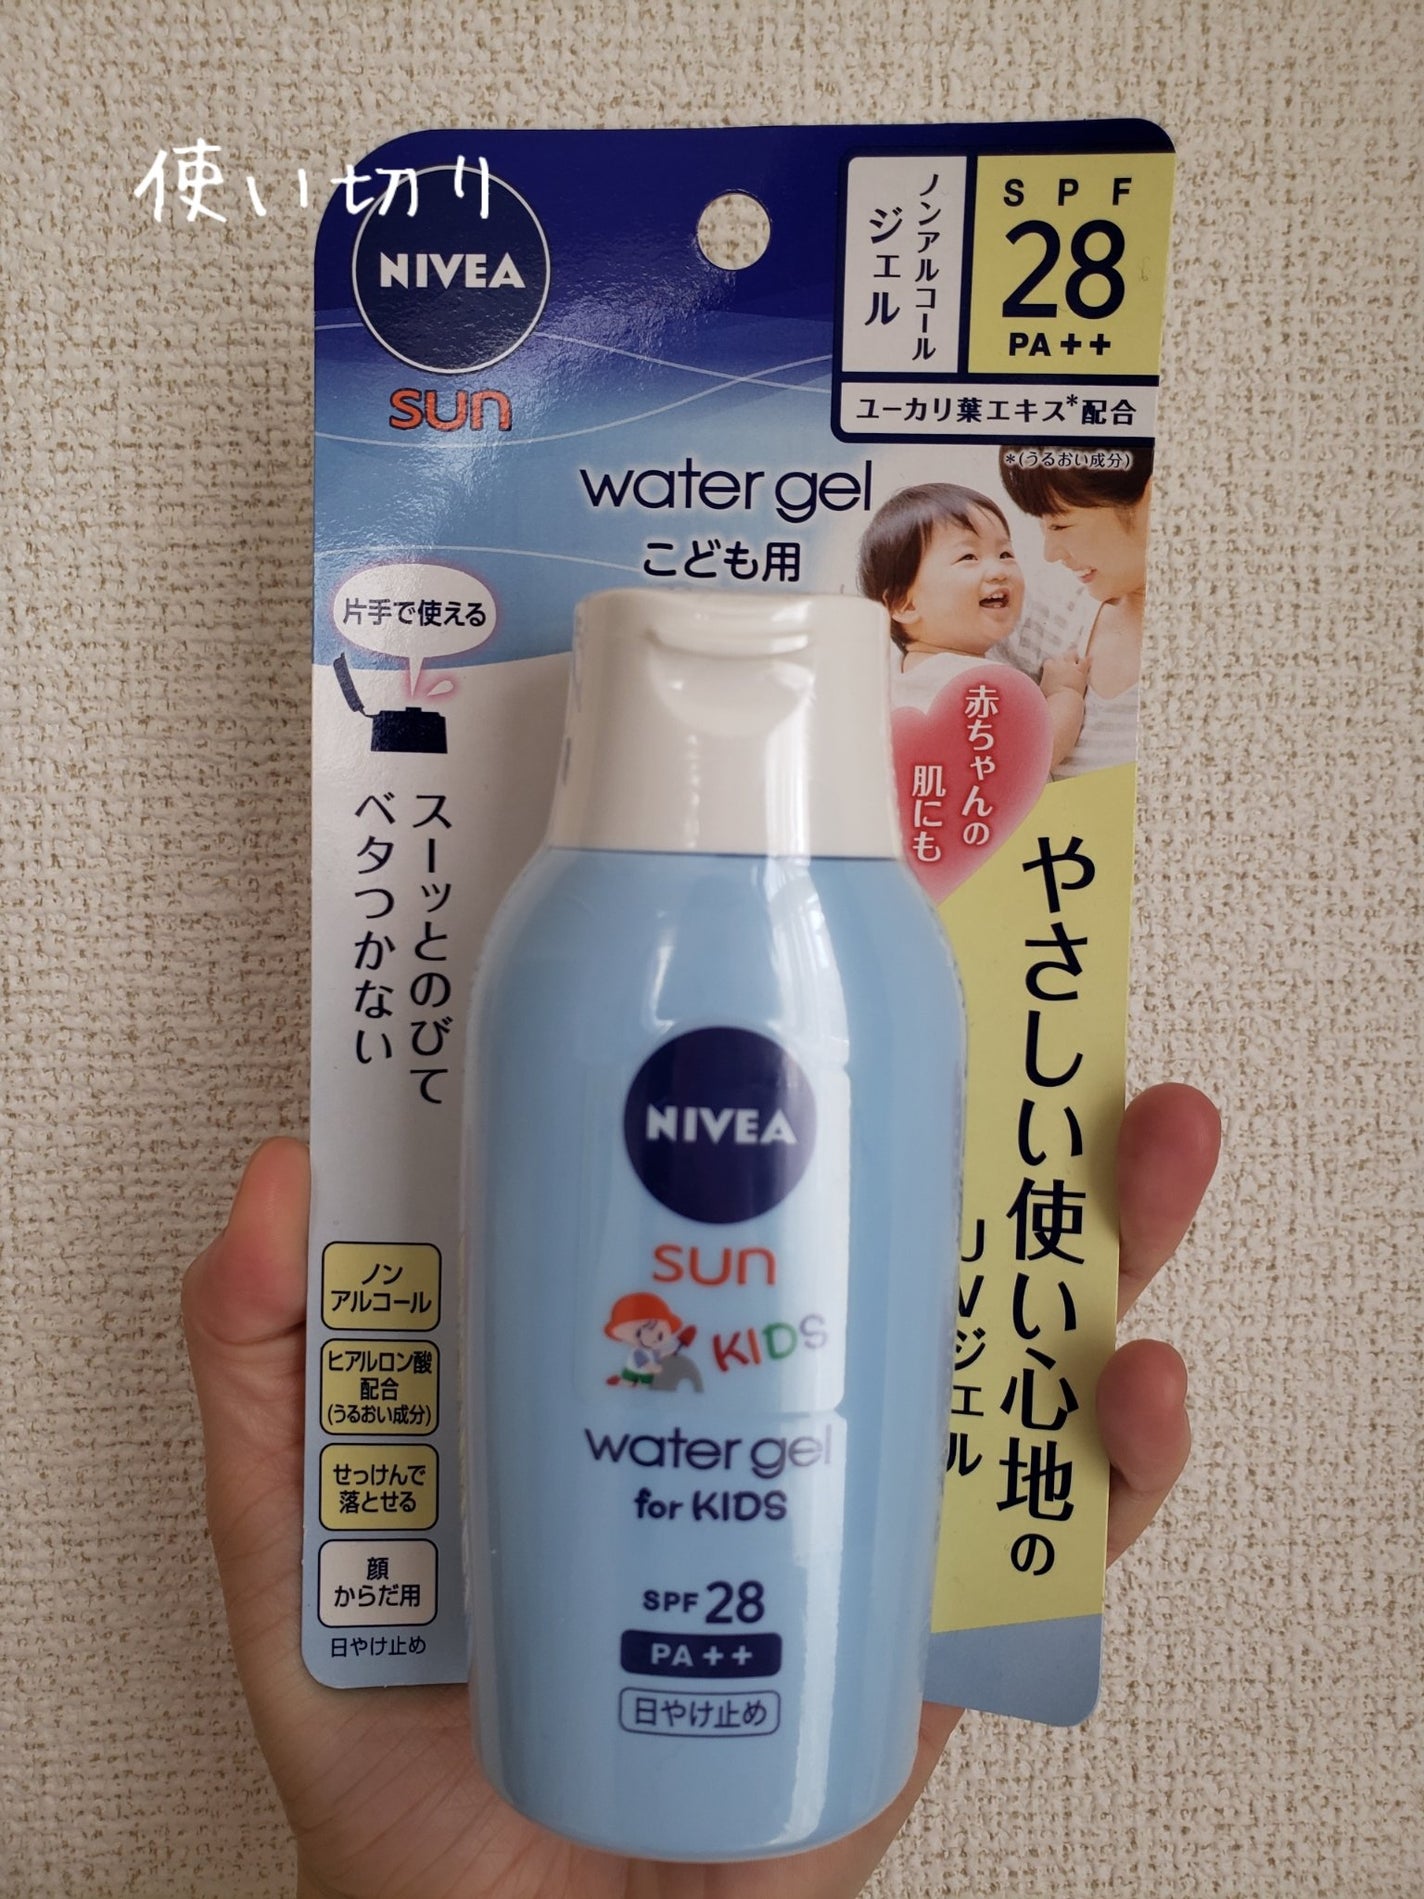 使い切り
NIVEA
sun
ノンアルコール
ジェル
SPF
28
PA++
ユーカリ葉エキス*配合
*(うるおい成分)
water gel
こども用
片手で使える
赤ちゃんの
肌にも
スーッとのびて
ベタつかない
やさしい使い心地の
UVジェル
ノン
アルコール
ヒアルロン酸
配合
(うるおい成分)
せっけんで
落とせる
顔
からだ用
日やけ止め
NIVEA
sun
KIDS
water gel
for KIDS
SPF 28
PA++
日やけ止め